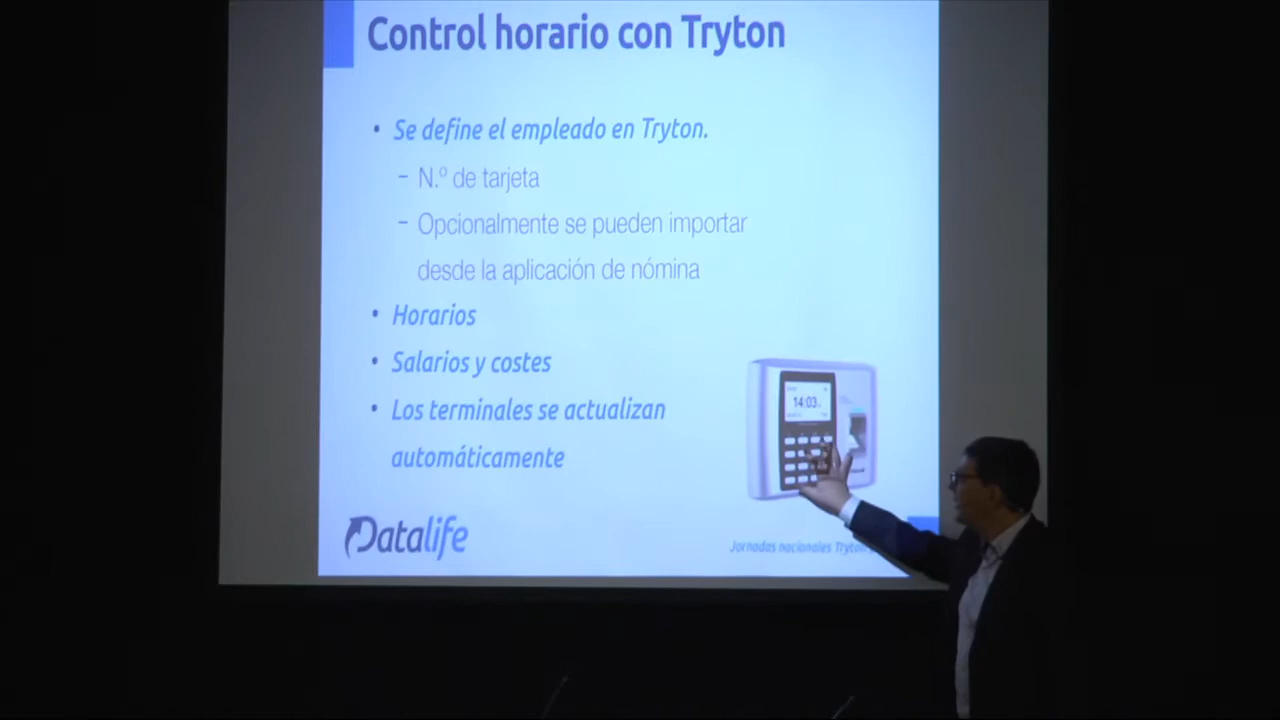 Control horario con Tryton
• Se define el empleado en Tryton.
– N.º de tarjeta
– Opcionalmente se pueden importar
desde la aplicación de nómina
• Horarios
• Salarios y costes
• Los terminales se actualizan
automáticamente
14:03
Datalife
Jornadas nacionales Tryton